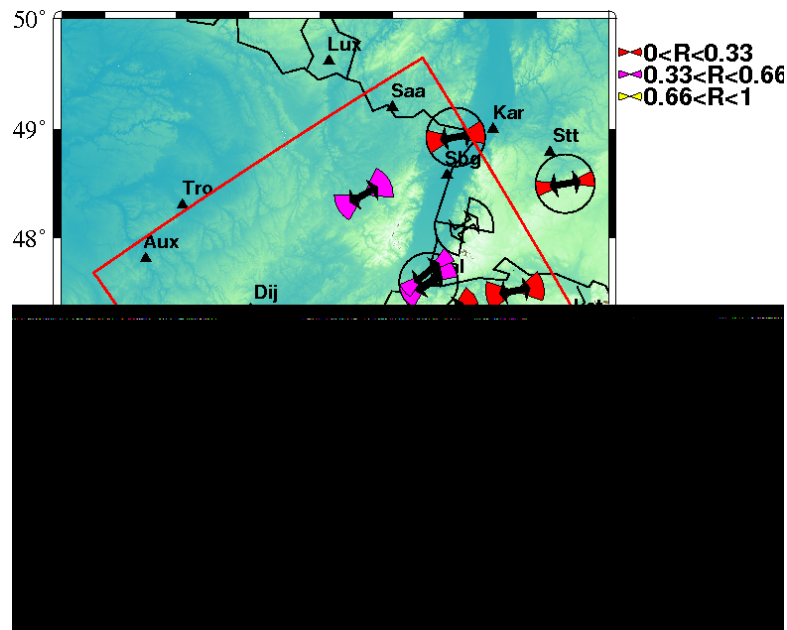 50°
Lux
0<R<0.33
0.33<R<0.66
0.66<R<1
Saa
49°
Kar
Stt
Sbg
Tro
48°
Aux
Dij